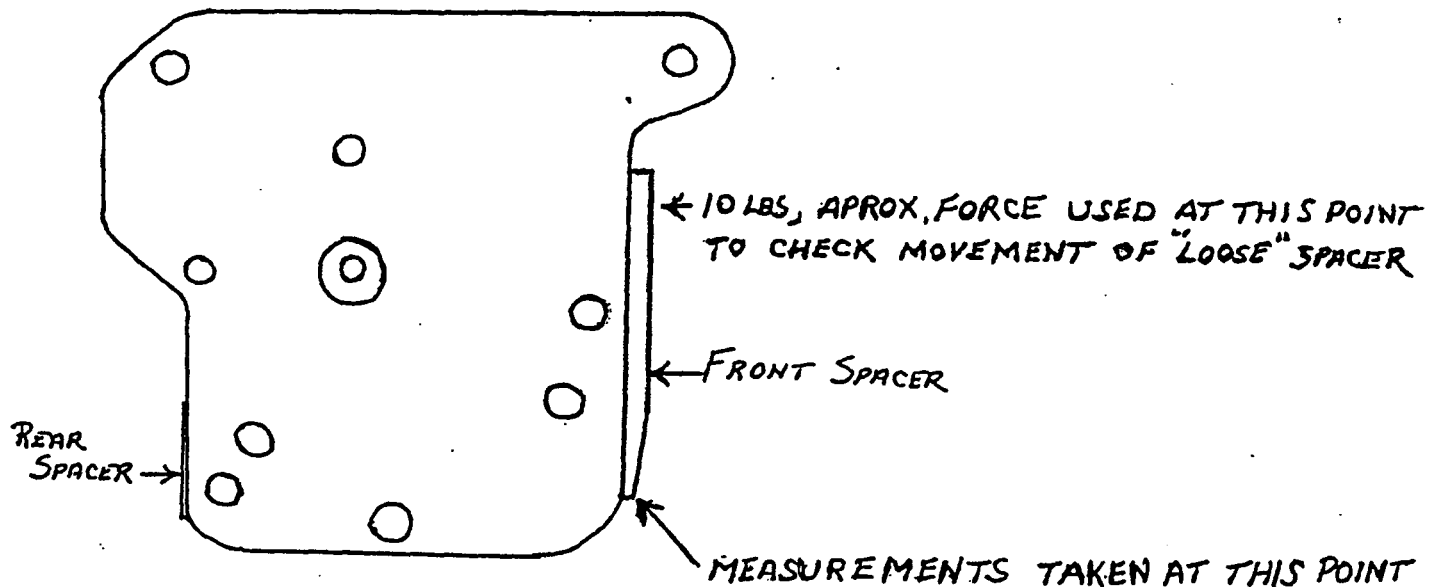 ← 10 LBS, APROX. FORCE USED AT THIS POINT
TO CHECK MOVEMENT OF "LOOSE" SPACER
← FRONT SPACER
REAR
SPACER →
MEASUREMENTS TAKEN AT THIS POINT